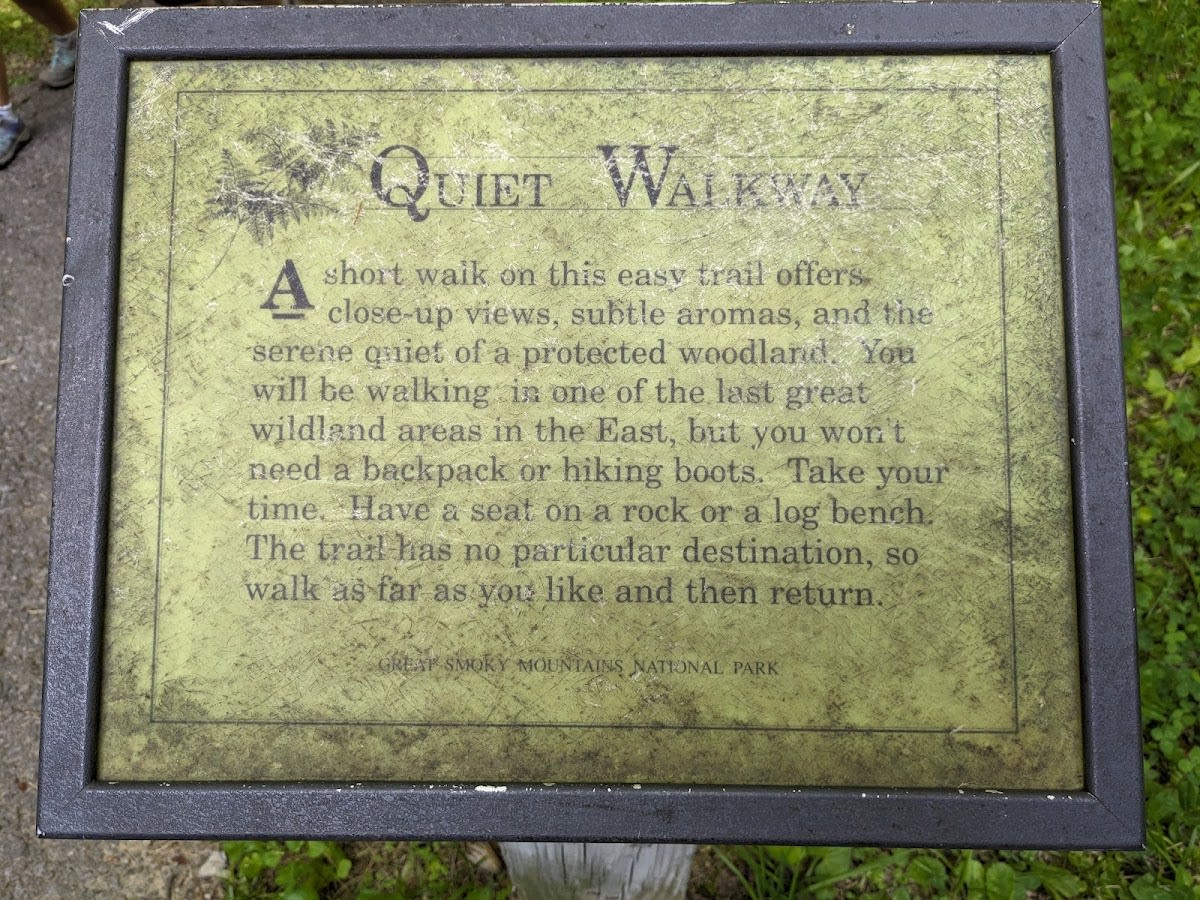 Quiet Walkway
A short walk on this easy trail offers
close-up views, subtle aromas, and the
serene quiet of a protected woodland. You
will be walking in one of the last great
wildland areas in the East, but you won't
need a backpack or hiking boots. Take your
time. Have a seat on a rock or a log bench.
The trail has no particular destination, so
walk as far as you like and then return.
GREAT SMOKY MOUNTAINS NATIONAL PARK